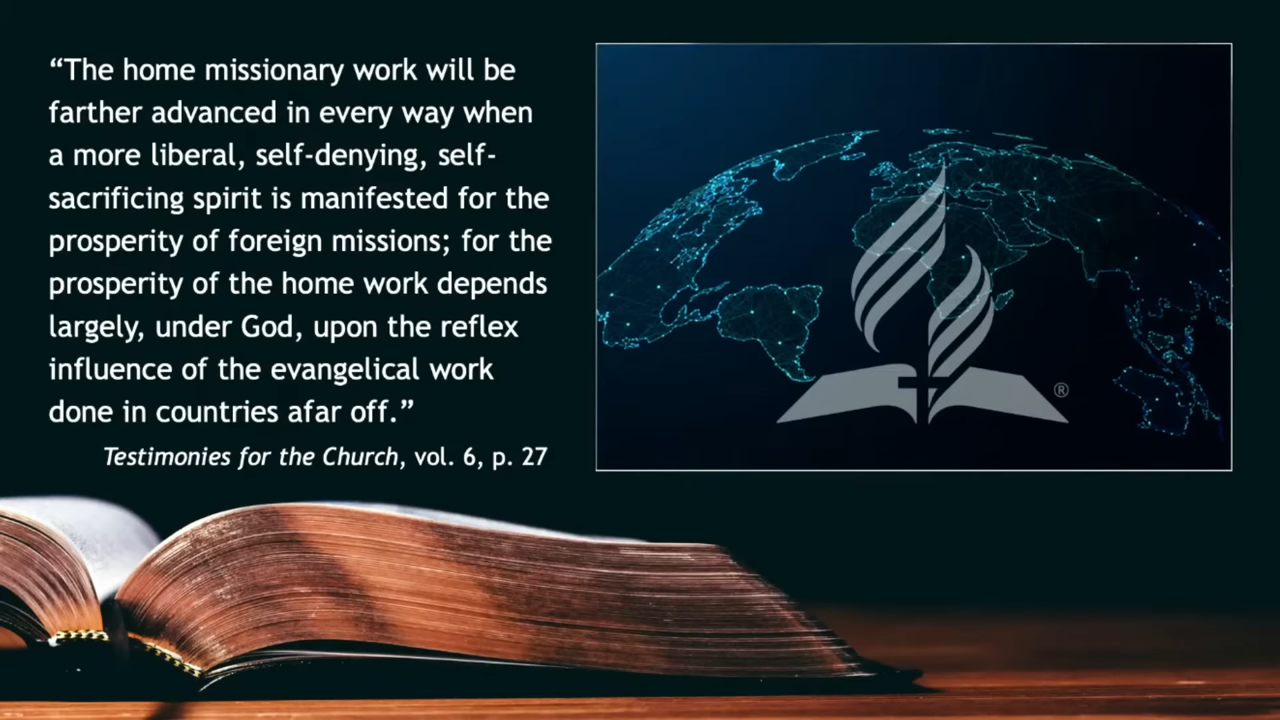 “The home missionary work will be
farther advanced in every way when
a more liberal, self-denying, self-
sacrificing spirit is manifested for the
prosperity of foreign missions; for the
prosperity of the home work depends
largely, under God, upon the reflex
influence of the evangelical work
done in countries afar off.”
Testimonies for the Church, vol. 6, p. 27
®